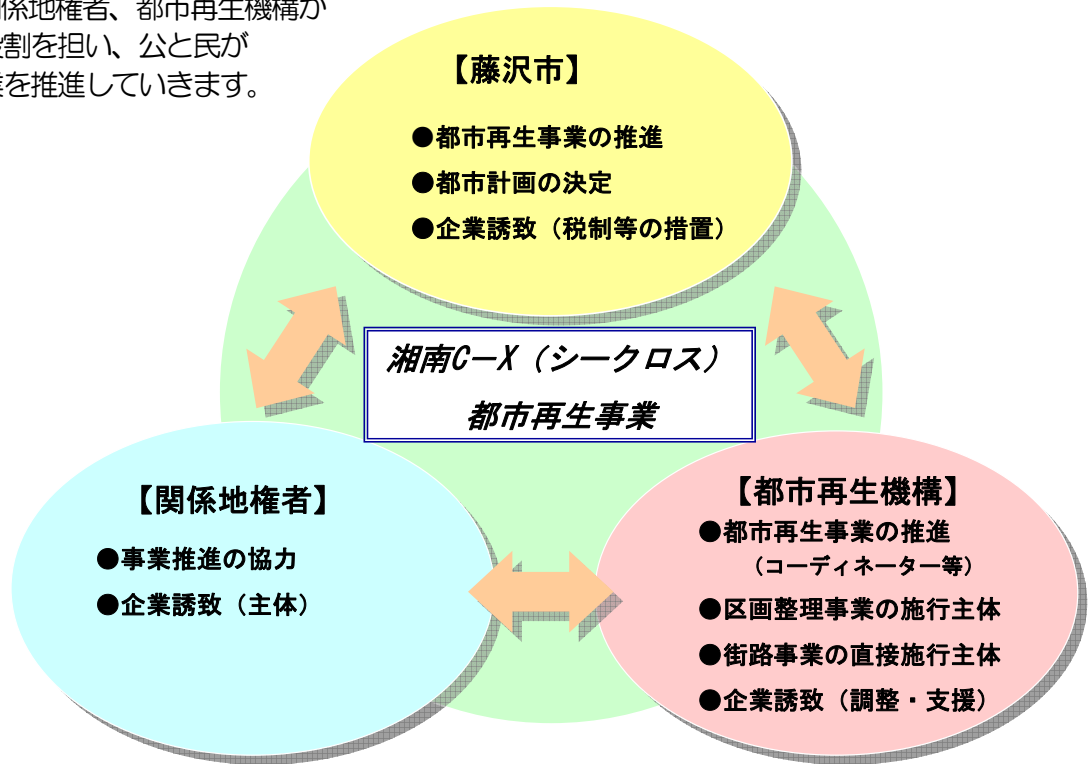 係地権者、都市再生機構が
割を担い、公と民が
を推進していきます。
【藤沢市】
●都市再生事業の推進
●都市計画の決定
●企業誘致（税制等の措置）
湘南C－X（シークロス）
都市再生事業
【関係地権者】
●事業推進の協力
●企業誘致（主体）
【都市再生機構】
●都市再生事業の推進
（コーディネーター等）
●区画整理事業の施行主体
●街路事業の直接施行主体
●企業誘致（調整・支援）